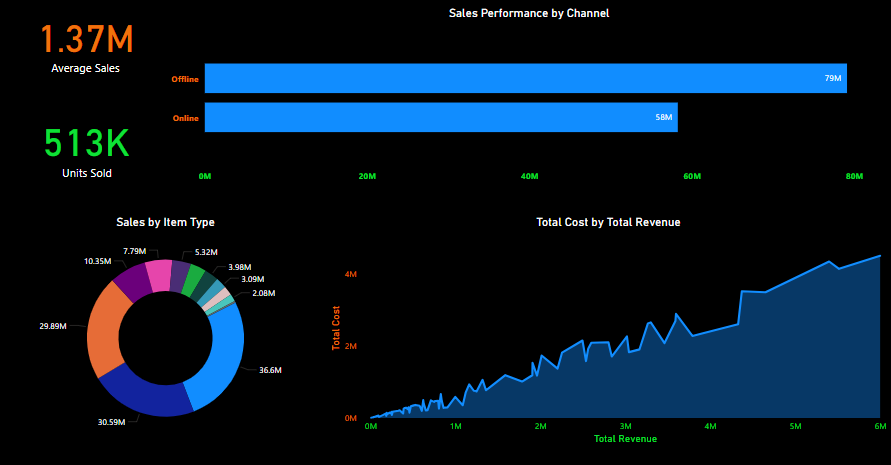 1.37M
Average Sales
513K
Units Sold
Sales Performance by Channel
Offline
79M
Online
58M
0M
20M
40M
60M
80M
Sales by Item Type
7.79M
5.32M
10.35M
3.98M
3.09M
2.08M
29.89M
36.6M
30.59M
Total Cost by Total Revenue
Total Cost
4M
2M
0M
0M
1M
2M
3M
4M
5M
6M
Total Revenue